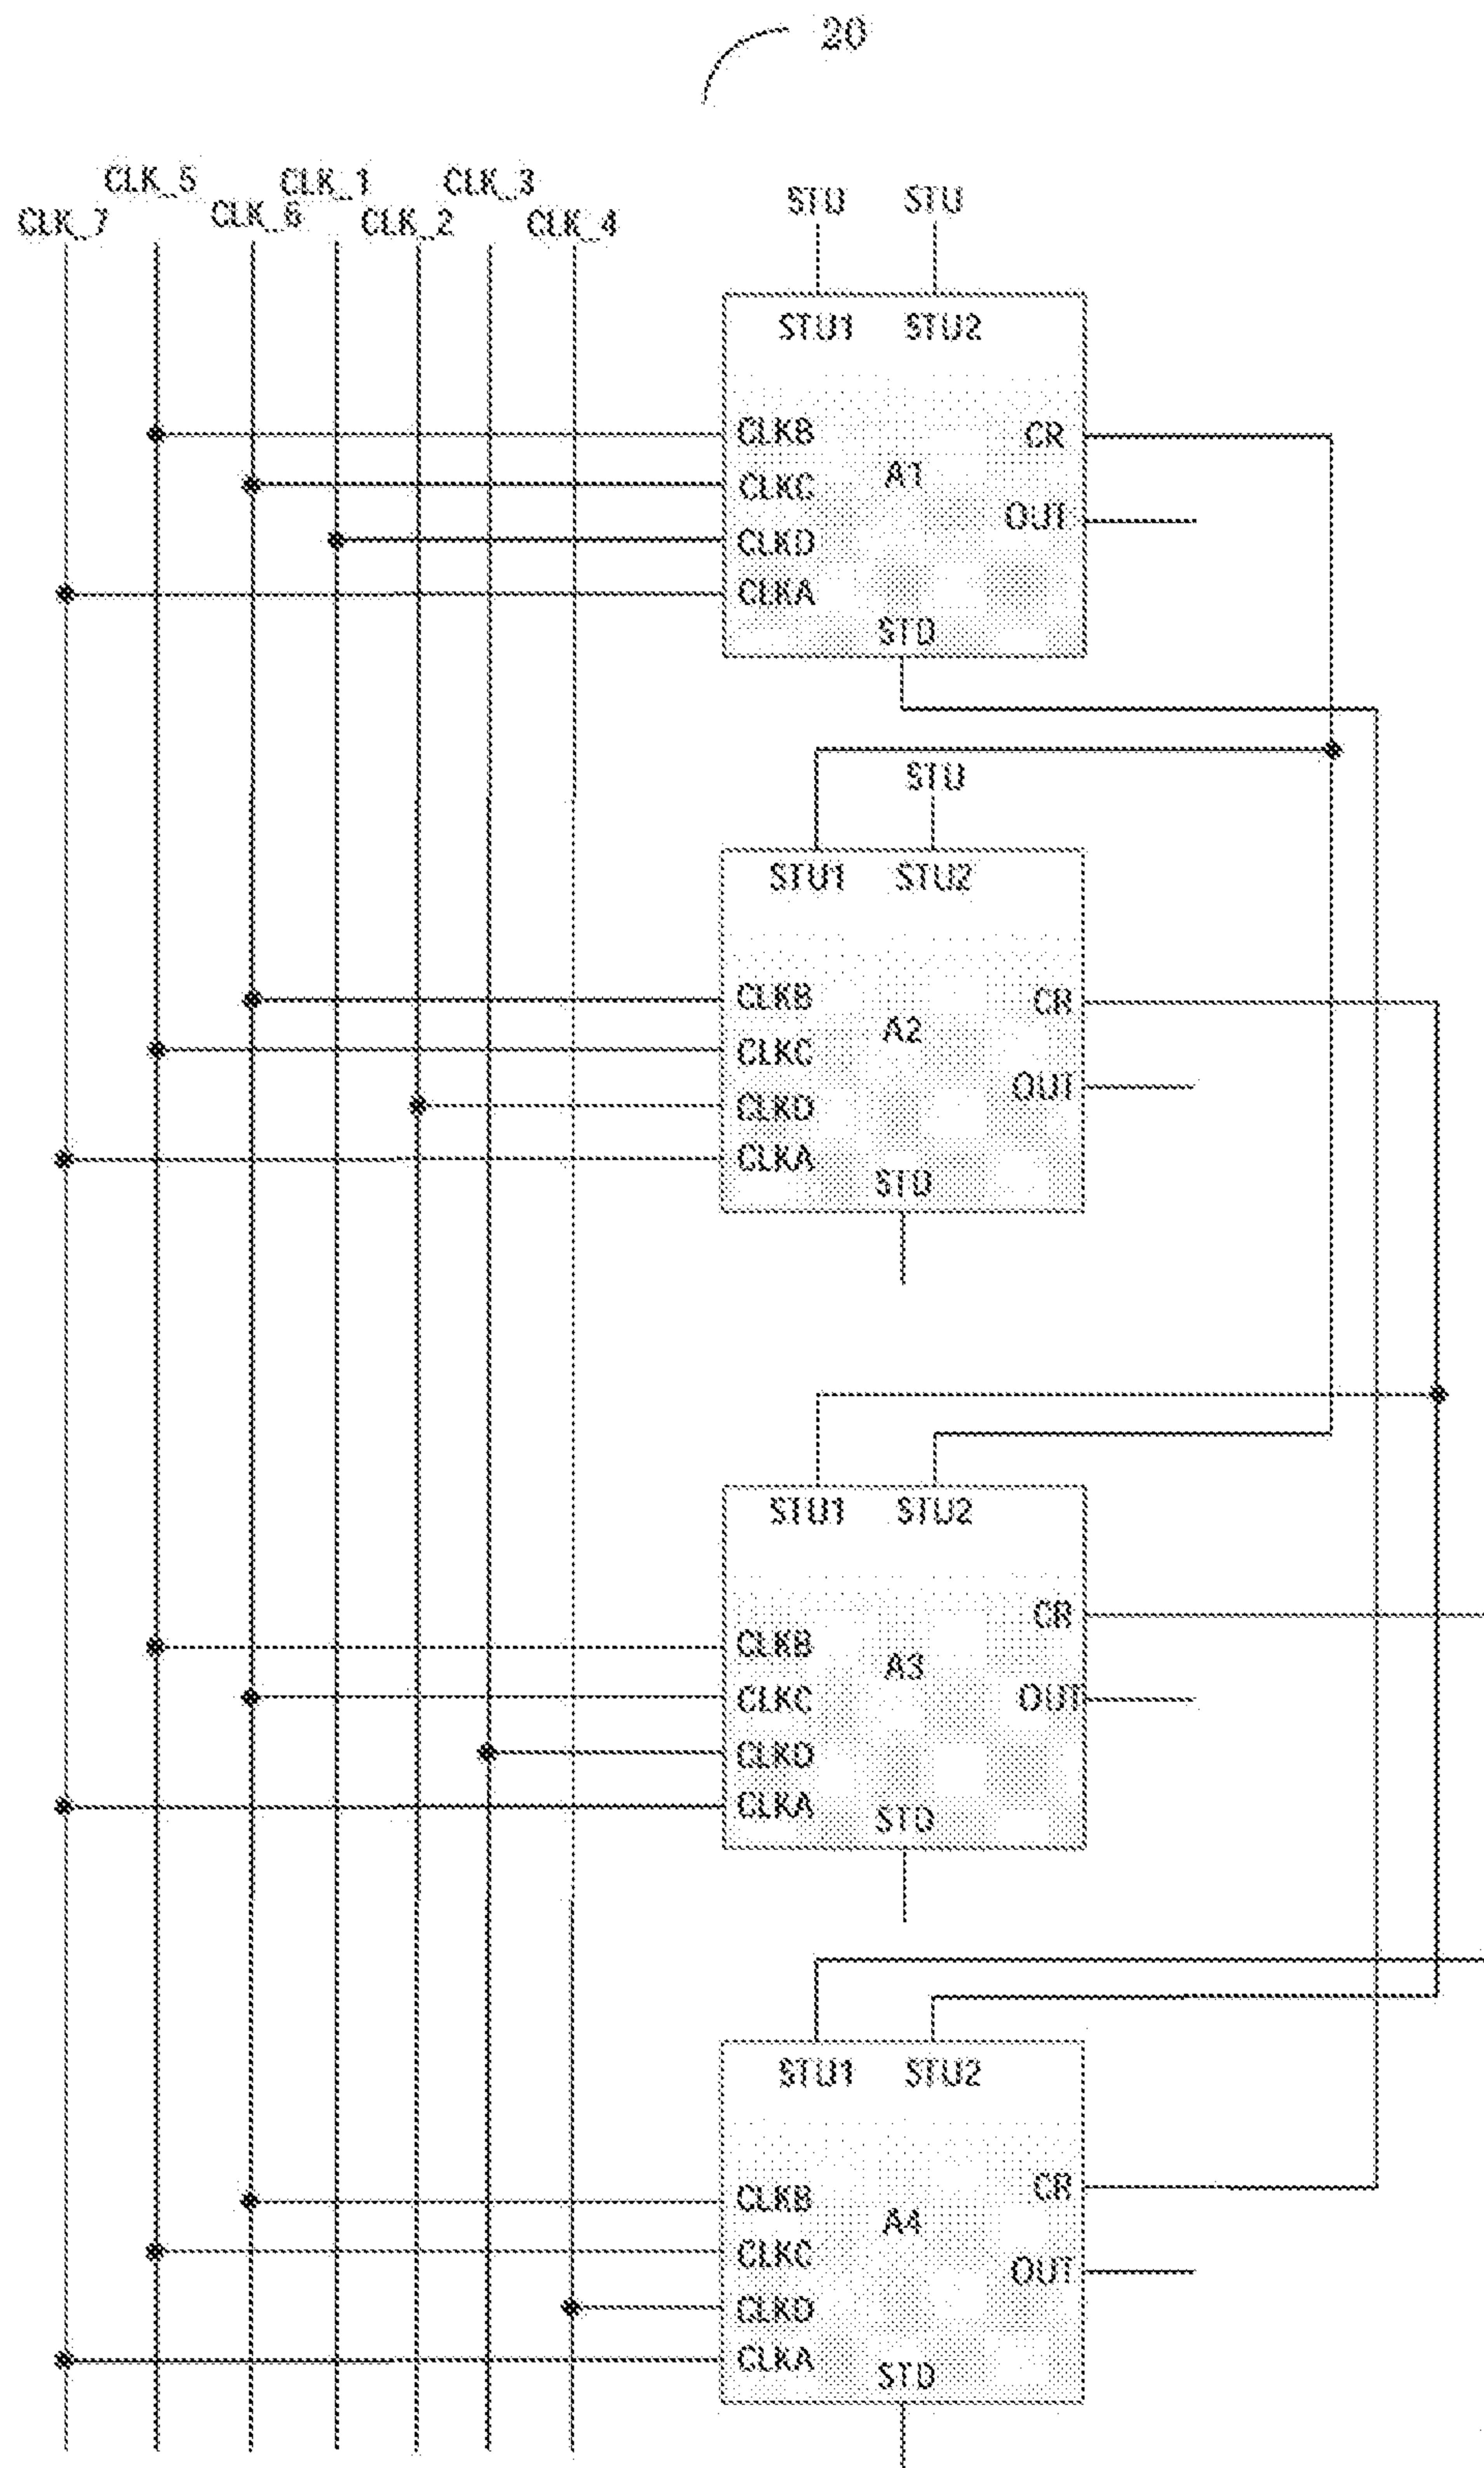 20
CLK_5 CLK_1 CLK_3
CLK_7 CLK_6 CLK_2 CLK_4
STU STU
STU1 STU2
CLKB CR
A1
CLKC
OUT
CLKD
CLKA
STD
STU
STU1 STU2
CLKB CR
A2
CLKC
OUT
CLKD
CLKA
STD
STU1 STU2
CR
CLKB
A3
CLKC OUT
CLKD
CLKA
STD
STU1 STU2
CR
CLKB
A4
CLKC
OUT
CLKD
CLKA
STD